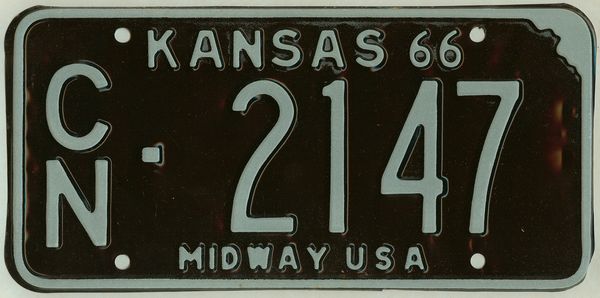 KANSAS 66
CN-2147
MIDWAY USA